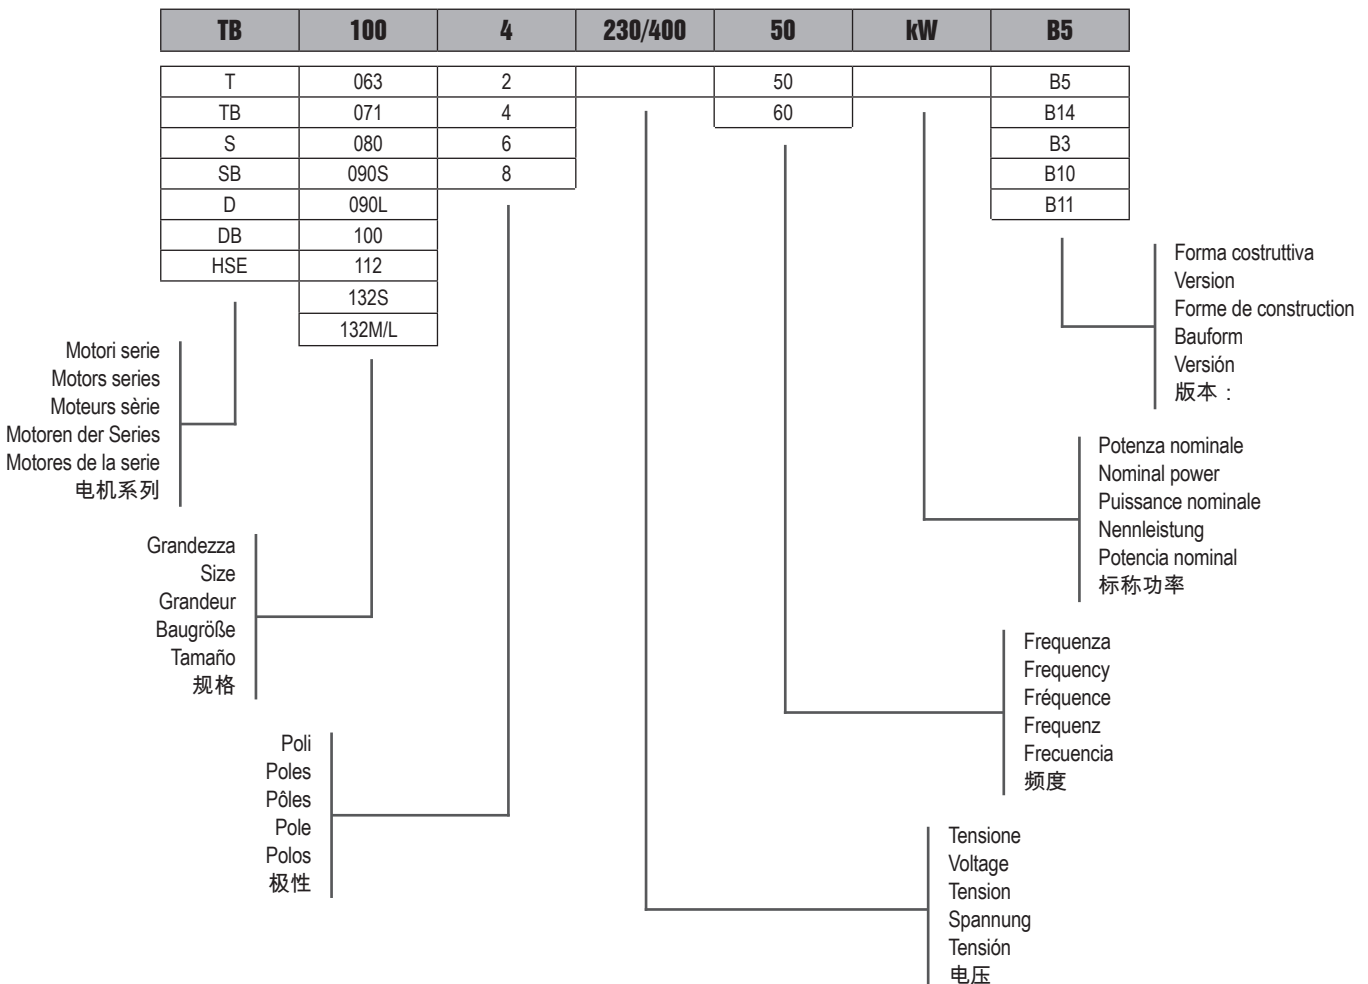 TB 100 4 230/400 50 kW B5
T 063 2 50 B5
TB 071 4 60 B14
S 080 6 B3
SB 090S 8 B10
D 090L B11
DB 100
HSE 112
132S
132M/L
Motori serie
Motors series
Moteurs sèrie
Motoren der Series
Motores de la serie
电机系列
Grandezza
Size
Grandeur
Baugröße
Tamaño
规格
Poli
Poles
Pôles
Pole
Polos
极性
Forma costruttiva
Version
Forme de construction
Bauform
Versión
版本：
Potenza nominale
Nominal power
Puissance nominale
Nennleistung
Potencia nominal
标称功率
Frequenza
Frequency
Fréquence
Frequenz
Frecuencia
频度
Tensione
Voltage
Tension
Spannung
Tensión
电压